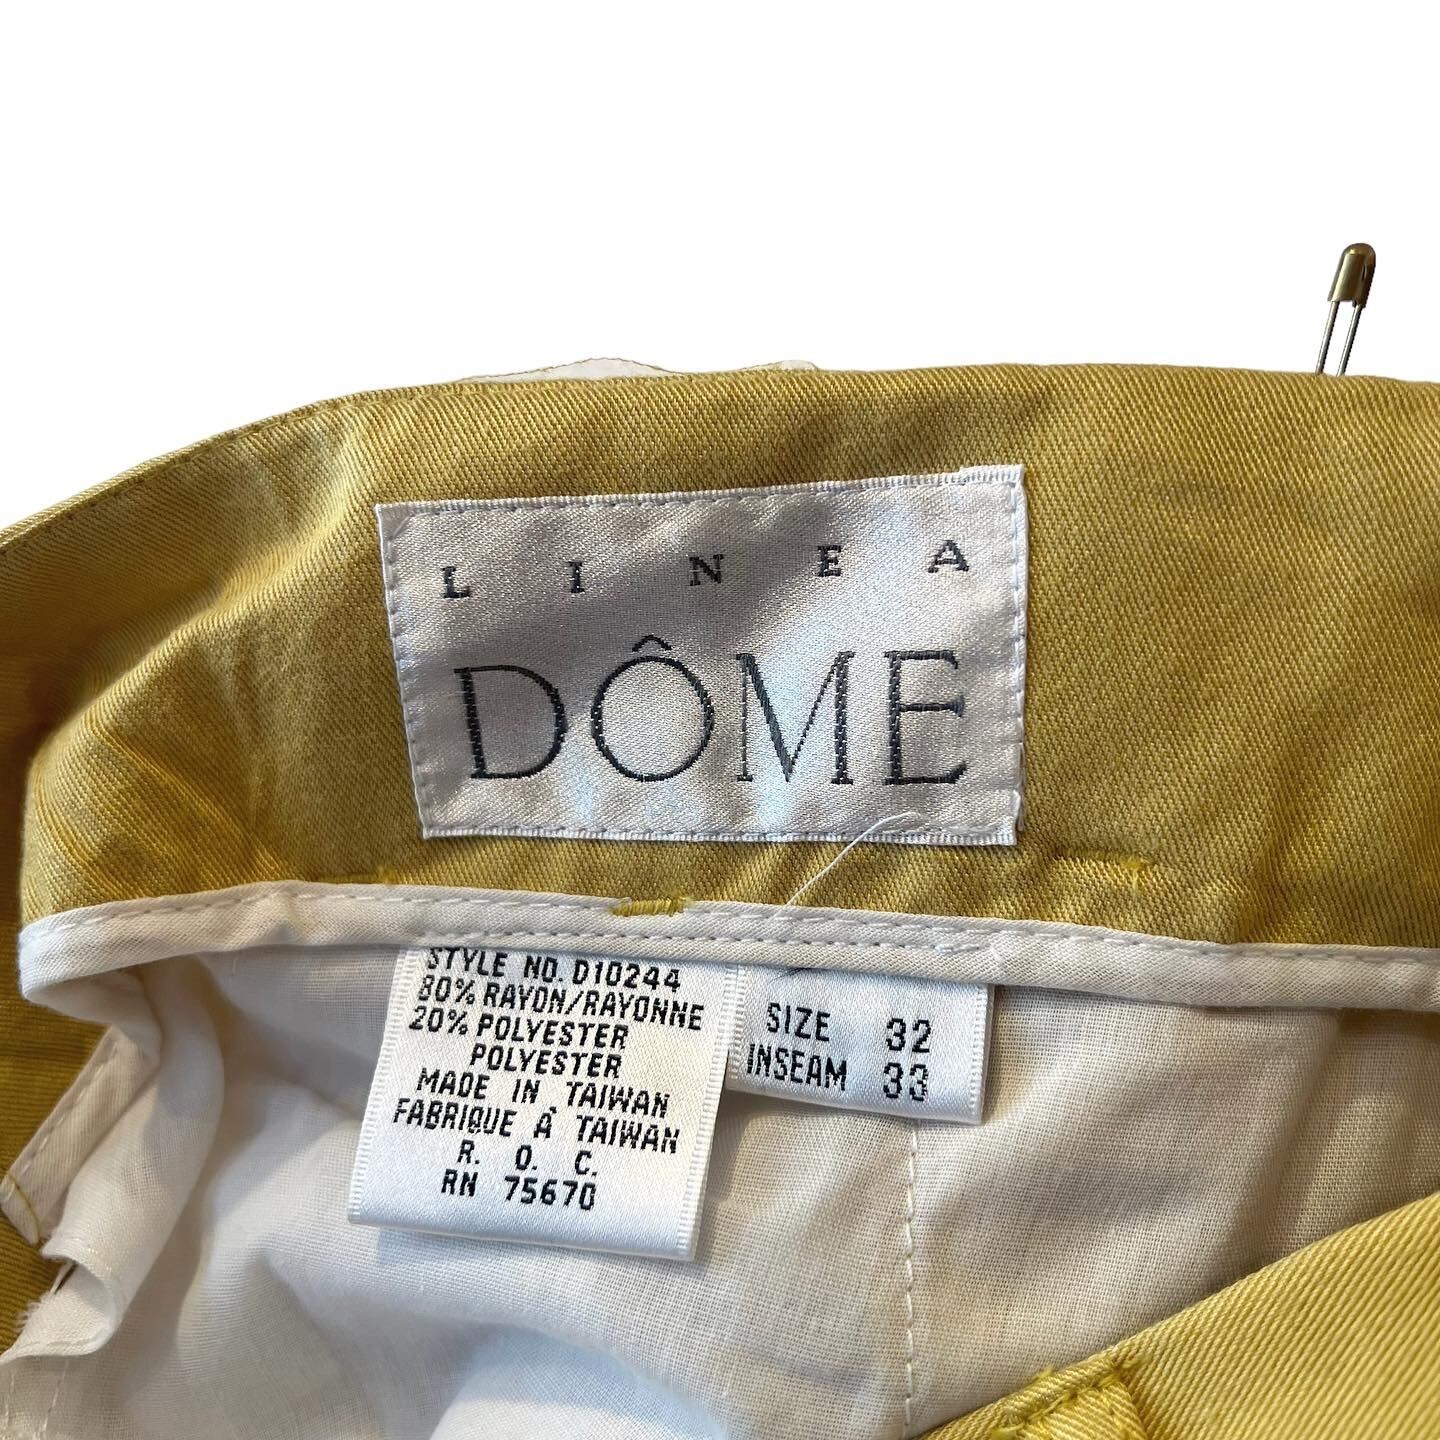 LINEA
DÔME
STYLE NO. D10244
80% RAYON/RAYONNE
20% POLYESTER
POLYESTER
MADE IN TAIWAN
FABRIQUE À TAIWAN
R. O. C.
RN 75670
SIZE 32
INSEAM 33